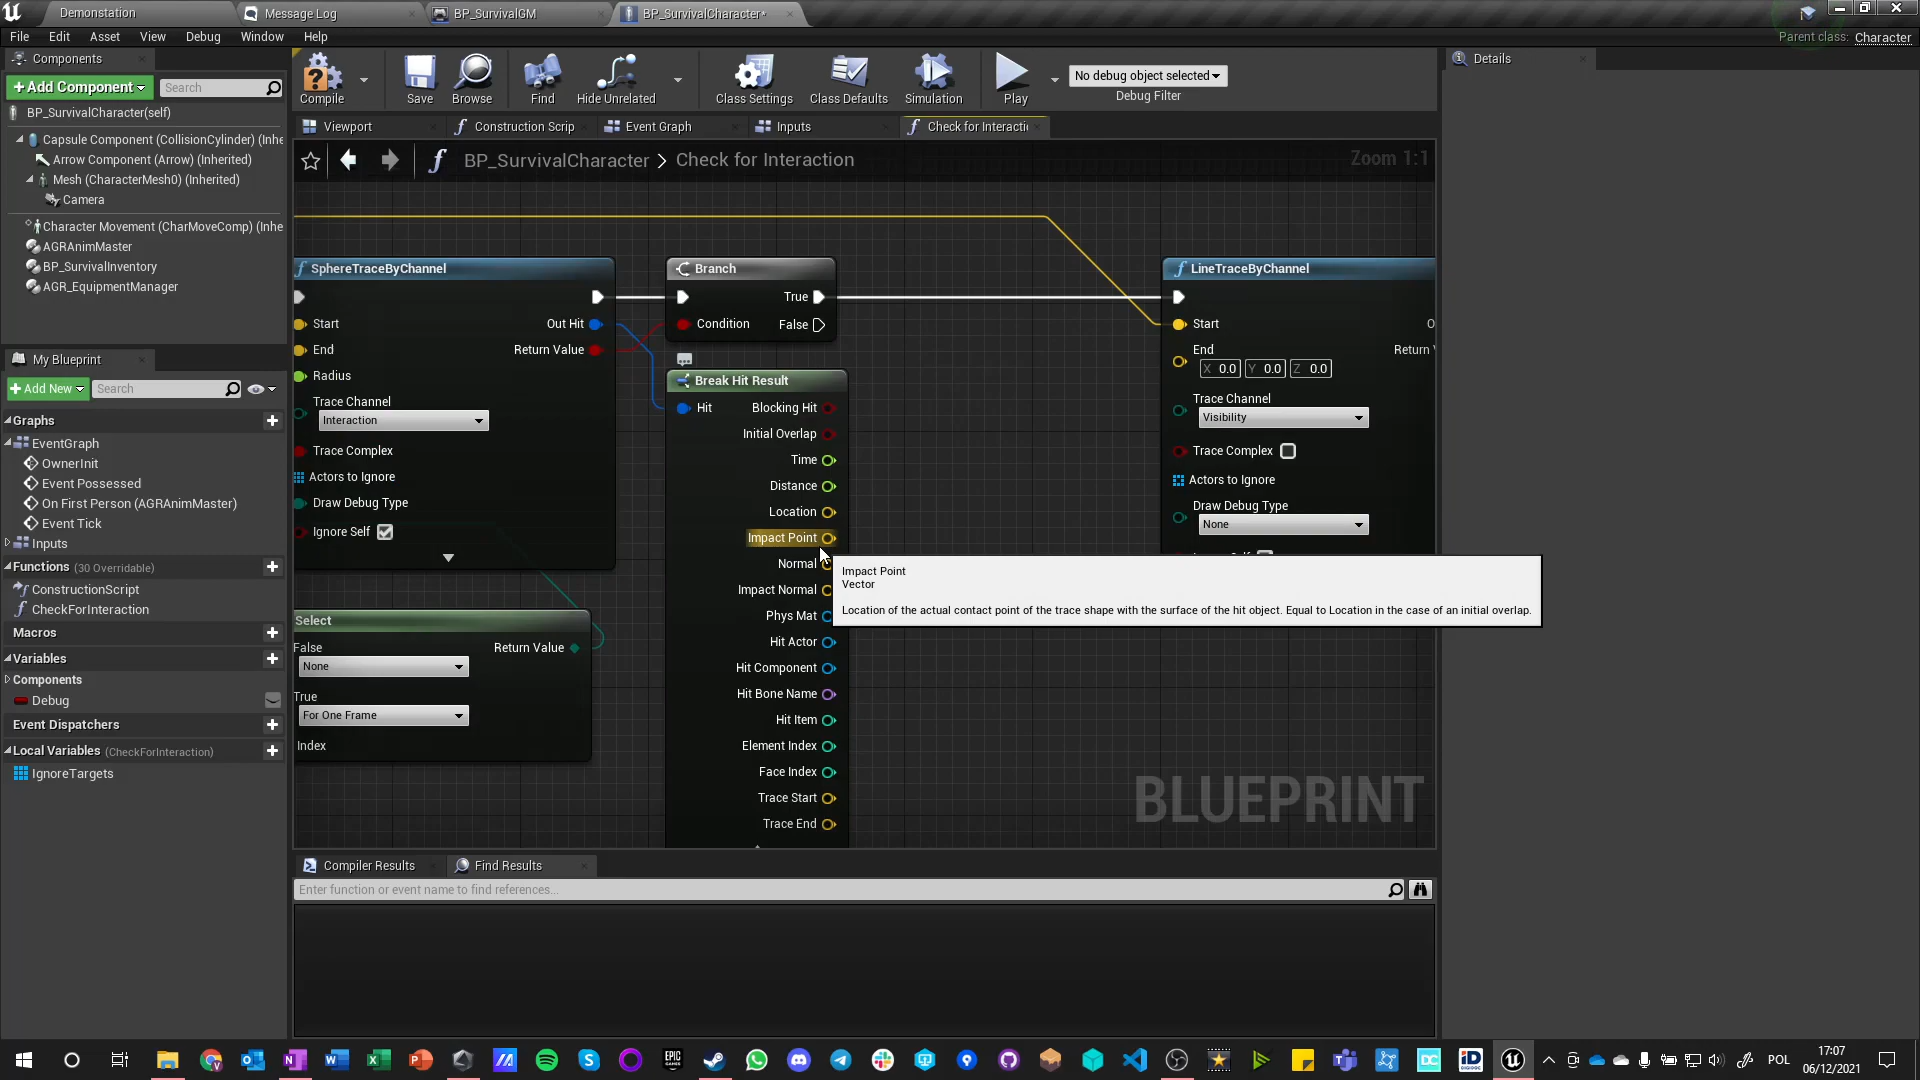 Demonstation
Message Log
BP_SurvivalGM
BP_SurvivalCharacter*
File Edit Asset View Debug Window Help
Parent class: Character
Components
+Add Component
Search
BP_SurvivalCharacter(self)
Capsule Component (CollisionCylinder) (Inhe
Arrow Component (Arrow) (Inherited)
Mesh (CharacterMesh0) (Inherited)
Camera
Character Movement (CharMoveComp) (Inhe
AGRAnimMaster
BP_SurvivalInventory
AGR_EquipmentManager
My Blueprint
+Add New
Search
Graphs
EventGraph
OwnerInit
Event Possessed
On First Person (AGRAnimMaster)
Event Tick
Inputs
Functions (30 Overridable)
ConstructionScript
CheckForInteraction
Macros
Variables
Components
Debug
Event Dispatchers
Local Variables (CheckForInteraction)
IgnoreTargets
Compile
Save
Browse
Find
Hide Unrelated
Class Settings
Class Defaults
Simulation
Play
No debug object selected
Debug Filter
Viewport
Construction Scrip
Event Graph
Inputs
Check for Interactic
BP_SurvivalCharacter > Check for Interaction
Zoom 1:1
SphereTraceByChannel
Start
Out Hit
End
Return Value
Radius
Trace Channel
Interaction
Trace Complex
Actors to Ignore
Draw Debug Type
Ignore Self
Select
False
None
Return Value
True
For One Frame
Index
Branch
True
Condition
False
Break Hit Result
Hit
Blocking Hit
Initial Overlap
Time
Distance
Location
Impact Point
Normal
Impact Normal
Phys Mat
Hit Actor
Hit Component
Hit Bone Name
Hit Item
Element Index
Face Index
Trace Start
Trace End
LineTraceByChannel
Start
O
End
Return V
X 0.0 Y 0.0 Z 0.0
Trace Channel
Visibility
Trace Complex
Actors to Ignore
Draw Debug Type
None
Impact Point
Vector
Location of the actual contact point of the trace shape with the surface of the hit object. Equal to Location in the case of an initial overlap.
BLUEPRINT
Compiler Results
Find Results
Enter function or event name to find references...
Details
POL
17:07
06/12/2021